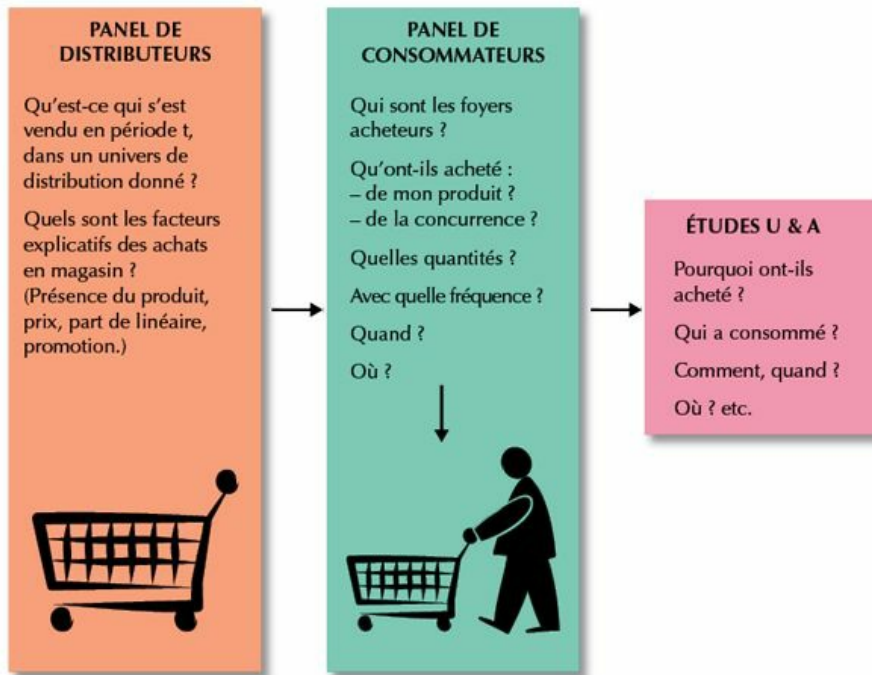 PANEL DE
DISTRIBUTEURS
Qu'est-ce qui s'est
vendu en période t,
dans un univers de
distribution donné ?
Quels sont les facteurs
explicatifs des achats
en magasin ?
(Présence du produit,
prix, part de linéaire,
promotion.)
PANEL DE
CONSOMMATEURS
Qui sont les foyers
acheteurs ?
Qu'ont-ils acheté :
– de mon produit ?
– de la concurrence ?
Quelles quantités ?
Avec quelle fréquence ?
Quand ?
Où ?
ÉTUDES U & A
Pourquoi ont-ils
acheté ?
Qui a consommé ?
Comment, quand ?
Où ? etc.